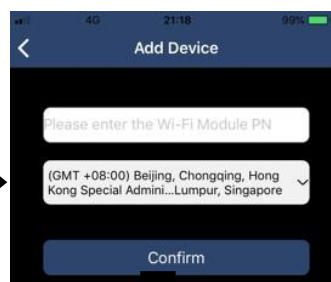 4G 21:18 99%
Add Device
Please enter the Wi-Fi Module PN
(GMT +08:00) Beijing, Chongqing, Hong
Kong Special Admini...Lumpur, Singapore
Confirm